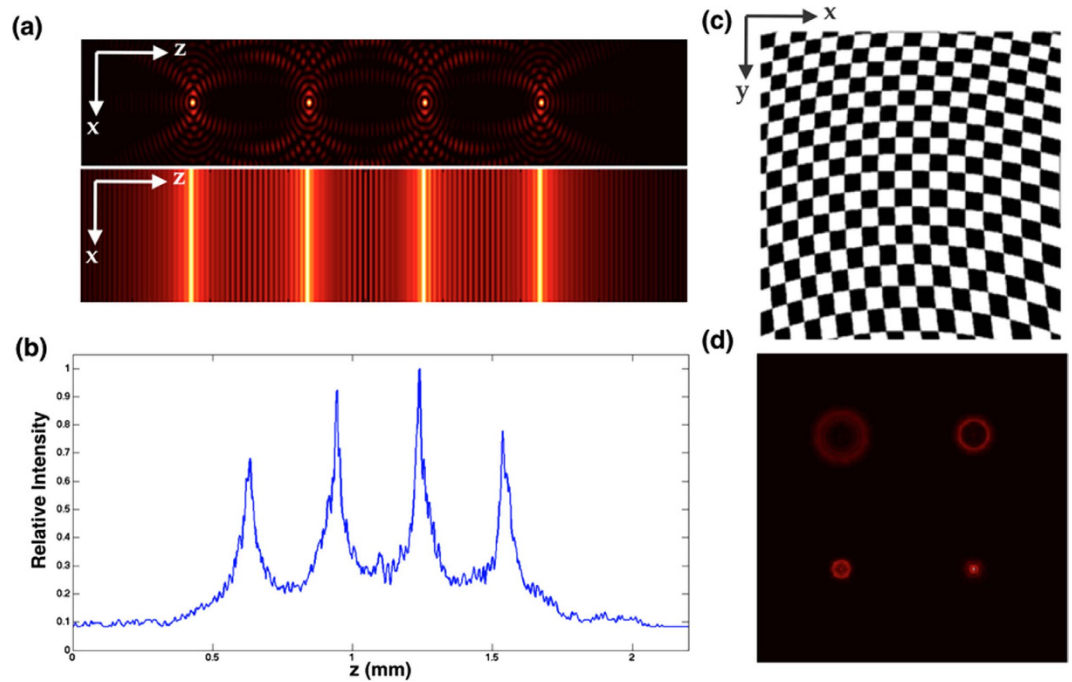 (a)
z
x
z
x
(b)
Relative Intensity
1
0.9
0.8
0.7
0.6
0.5
0.4
0.3
0.2
0.1
0
0.5
1
1.5
2
z (mm)
(c)
x
y
(d)